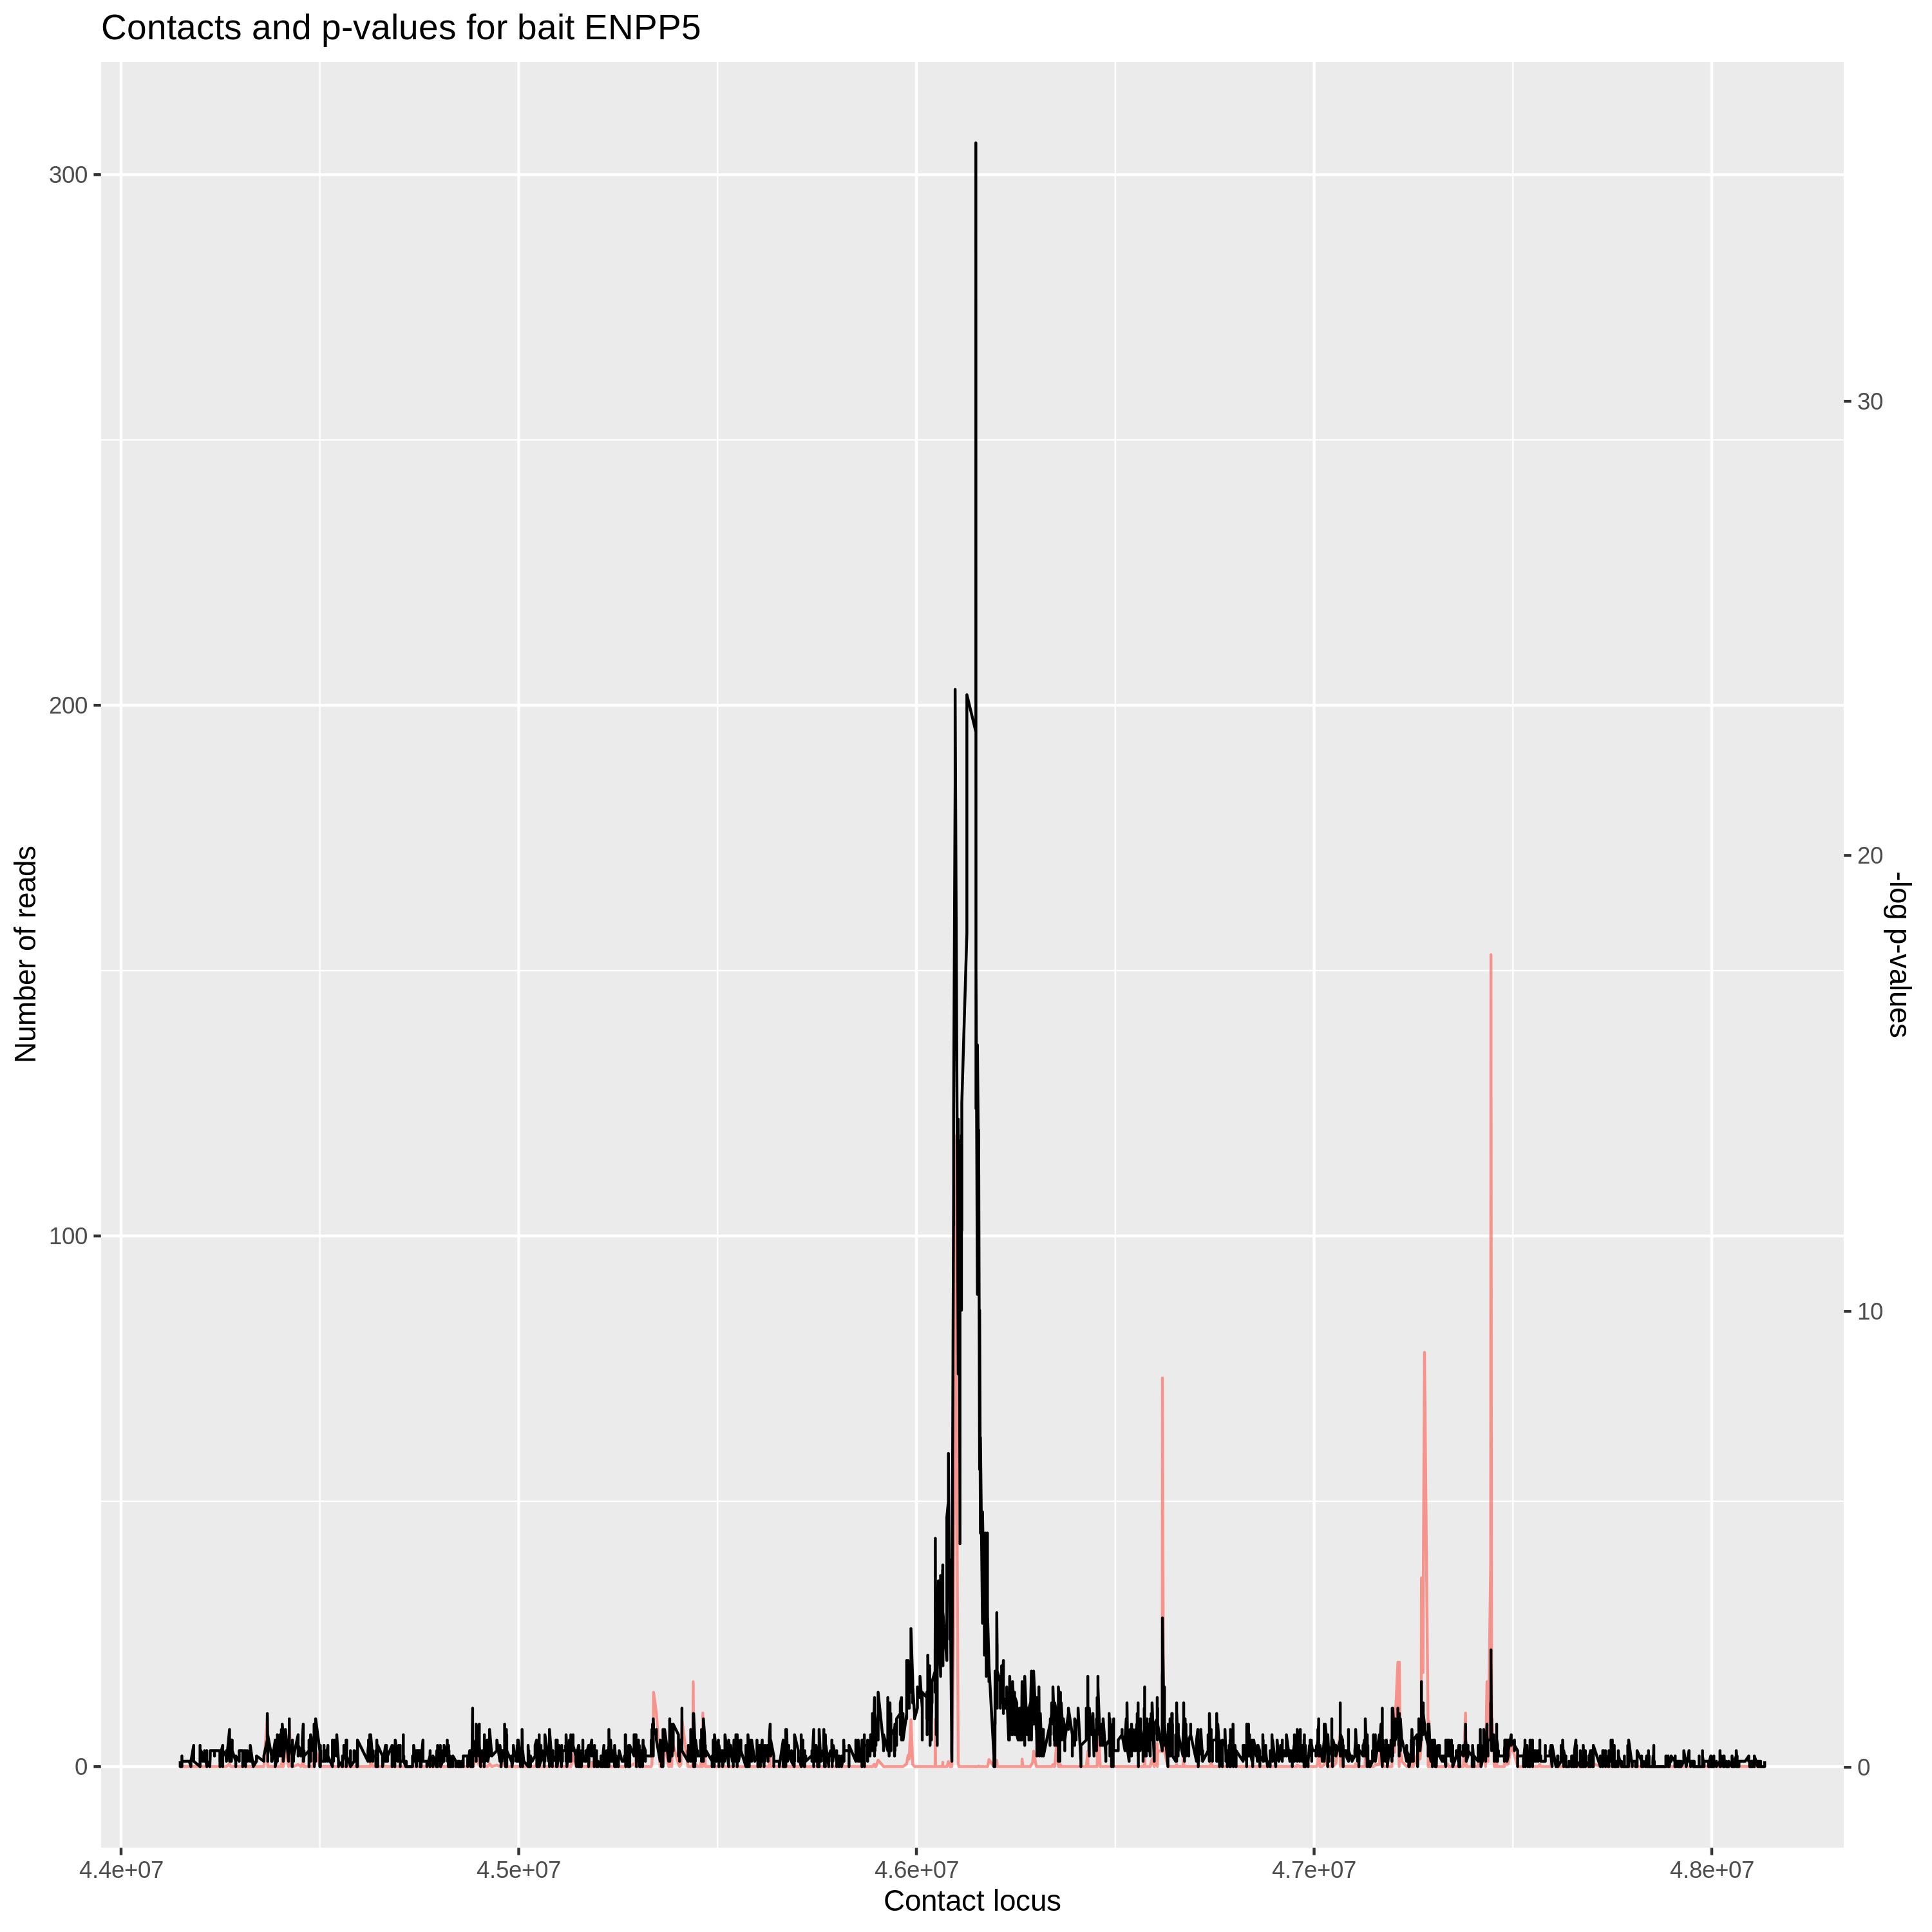 Contacts and p-values for bait ENPP5
300
200
100
0
Number of reads
30
20
10
0
-log p-values
4.4e+07
4.5e+07
4.6e+07
4.7e+07
4.8e+07
Contact locus